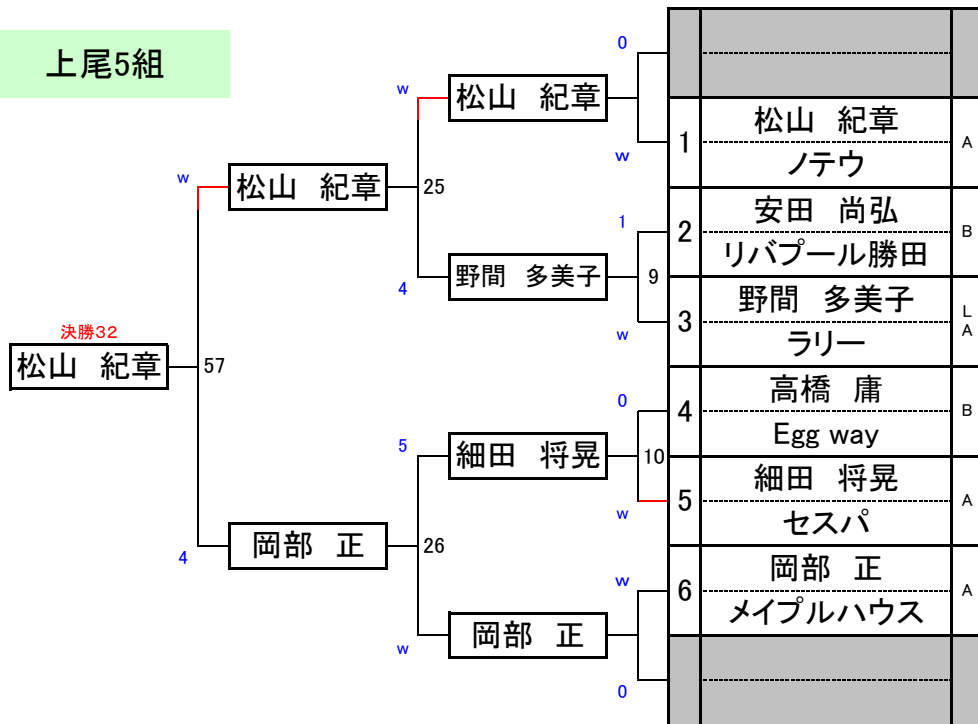 上尾5組
0
w
松山　紀章
w
1
松山　紀章
ノテウ
A
w
松山　紀章
25
4
野間　多美子
1
9
w
2
安田　尚弘
リバプール勝田
B
3
野間　多美子
ラリー
L
A
決勝32
松山　紀章
57
0
4
高橋　庸
Egg way
B
5
細田　将晃
10
w
5
細田　将晃
セスパ
A
4
岡部　正
26
w
6
岡部　正
メイプルハウス
A
w
岡部　正
0